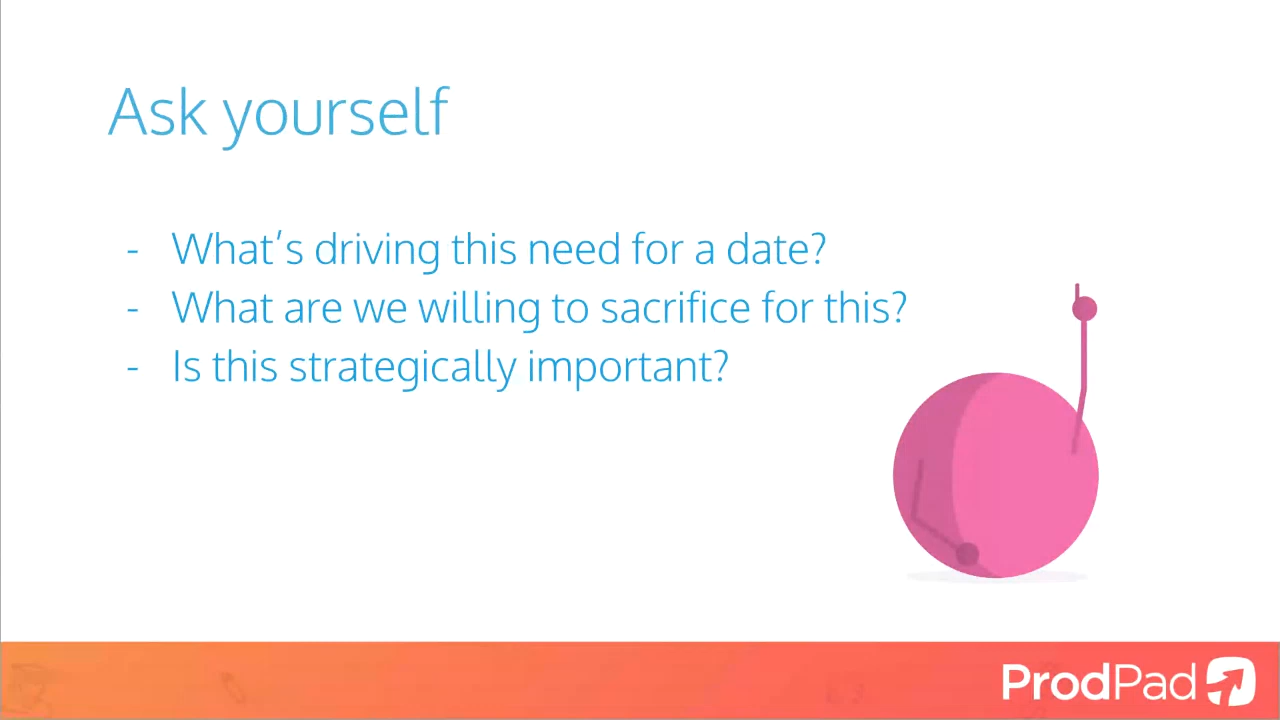 Ask yourself
- What's driving this need for a date?
- What are we willing to sacrifice for this?
- Is this strategically important?
ProdPad